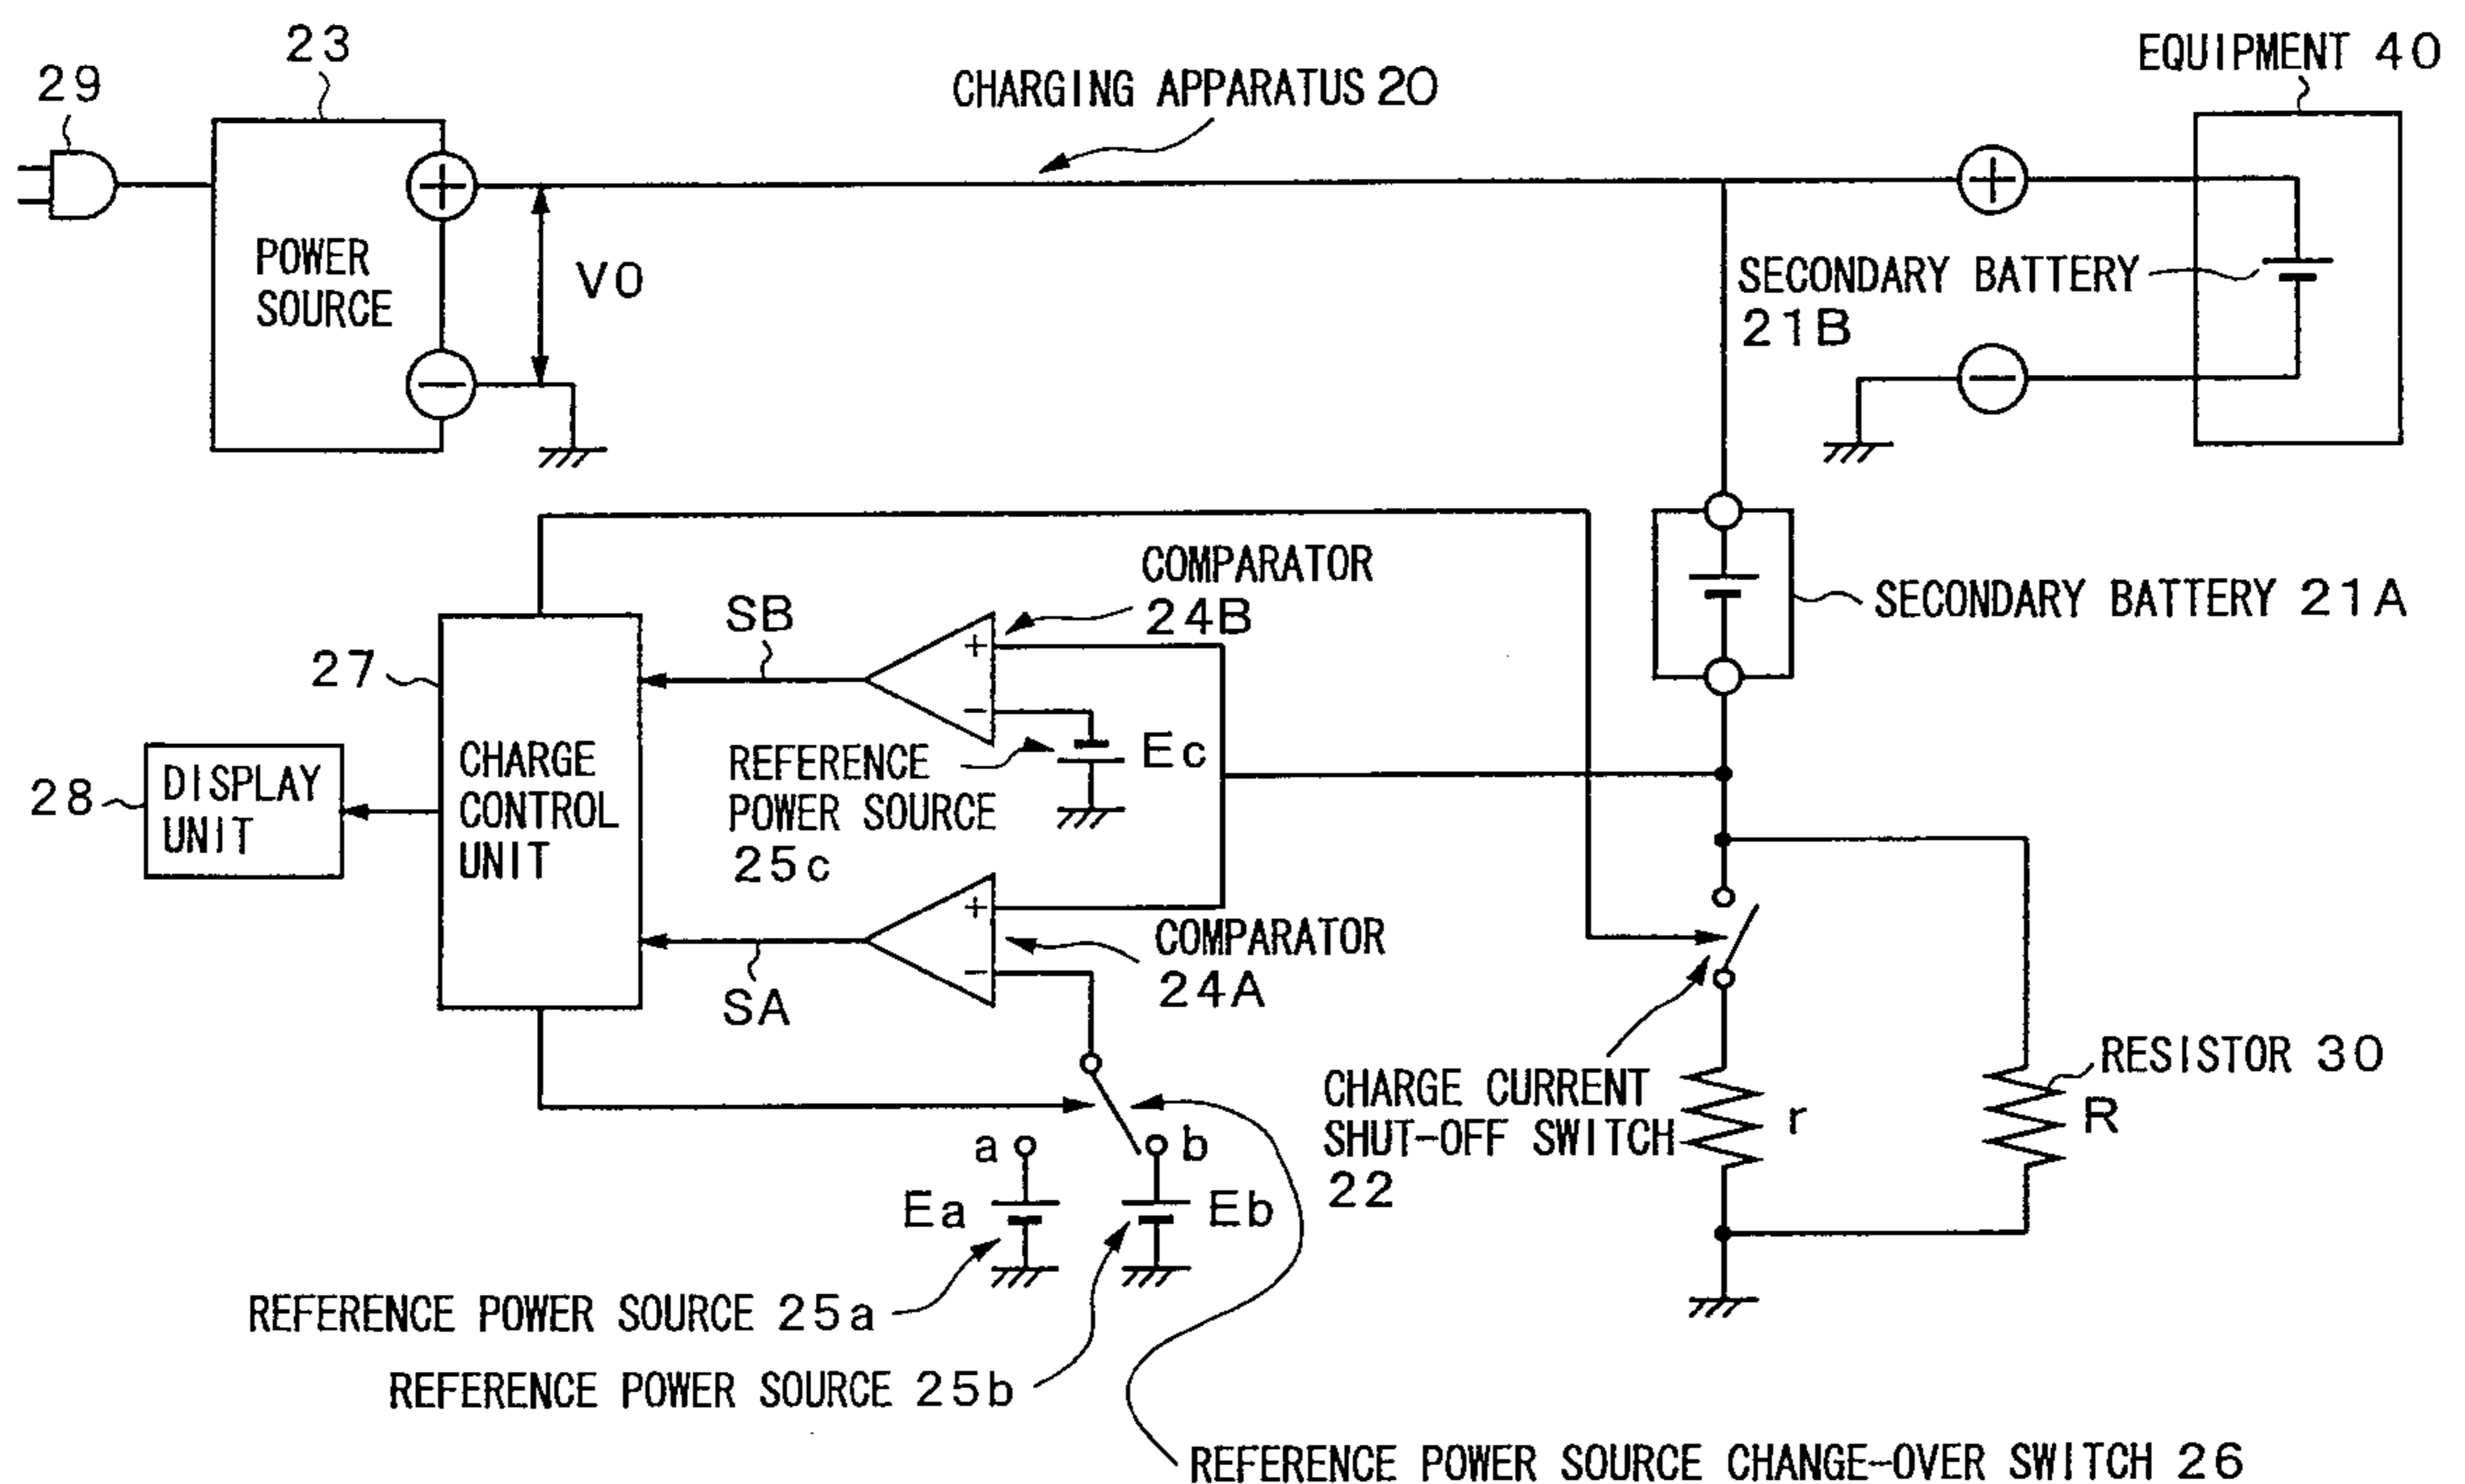 23
EQUIPMENT 40
29
CHARGING APPARATUS 20
POWER
SOURCE
V0
SECONDARY BATTERY
21B
COMPARATOR
24B
SECONDARY BATTERY 21A
SB
27
CHARGE
CONTROL
UNIT
28
DISPLAY
UNIT
REFERENCE
POWER SOURCE
25c
Ec
COMPARATOR
24A
SA
RESISTOR 30
R
r
CHARGE CURRENT
SHUT-OFF SWITCH
22
a
b
Ea
Eb
REFERENCE POWER SOURCE 25a
REFERENCE POWER SOURCE 25b
REFERENCE POWER SOURCE CHANGE-OVER SWITCH 26